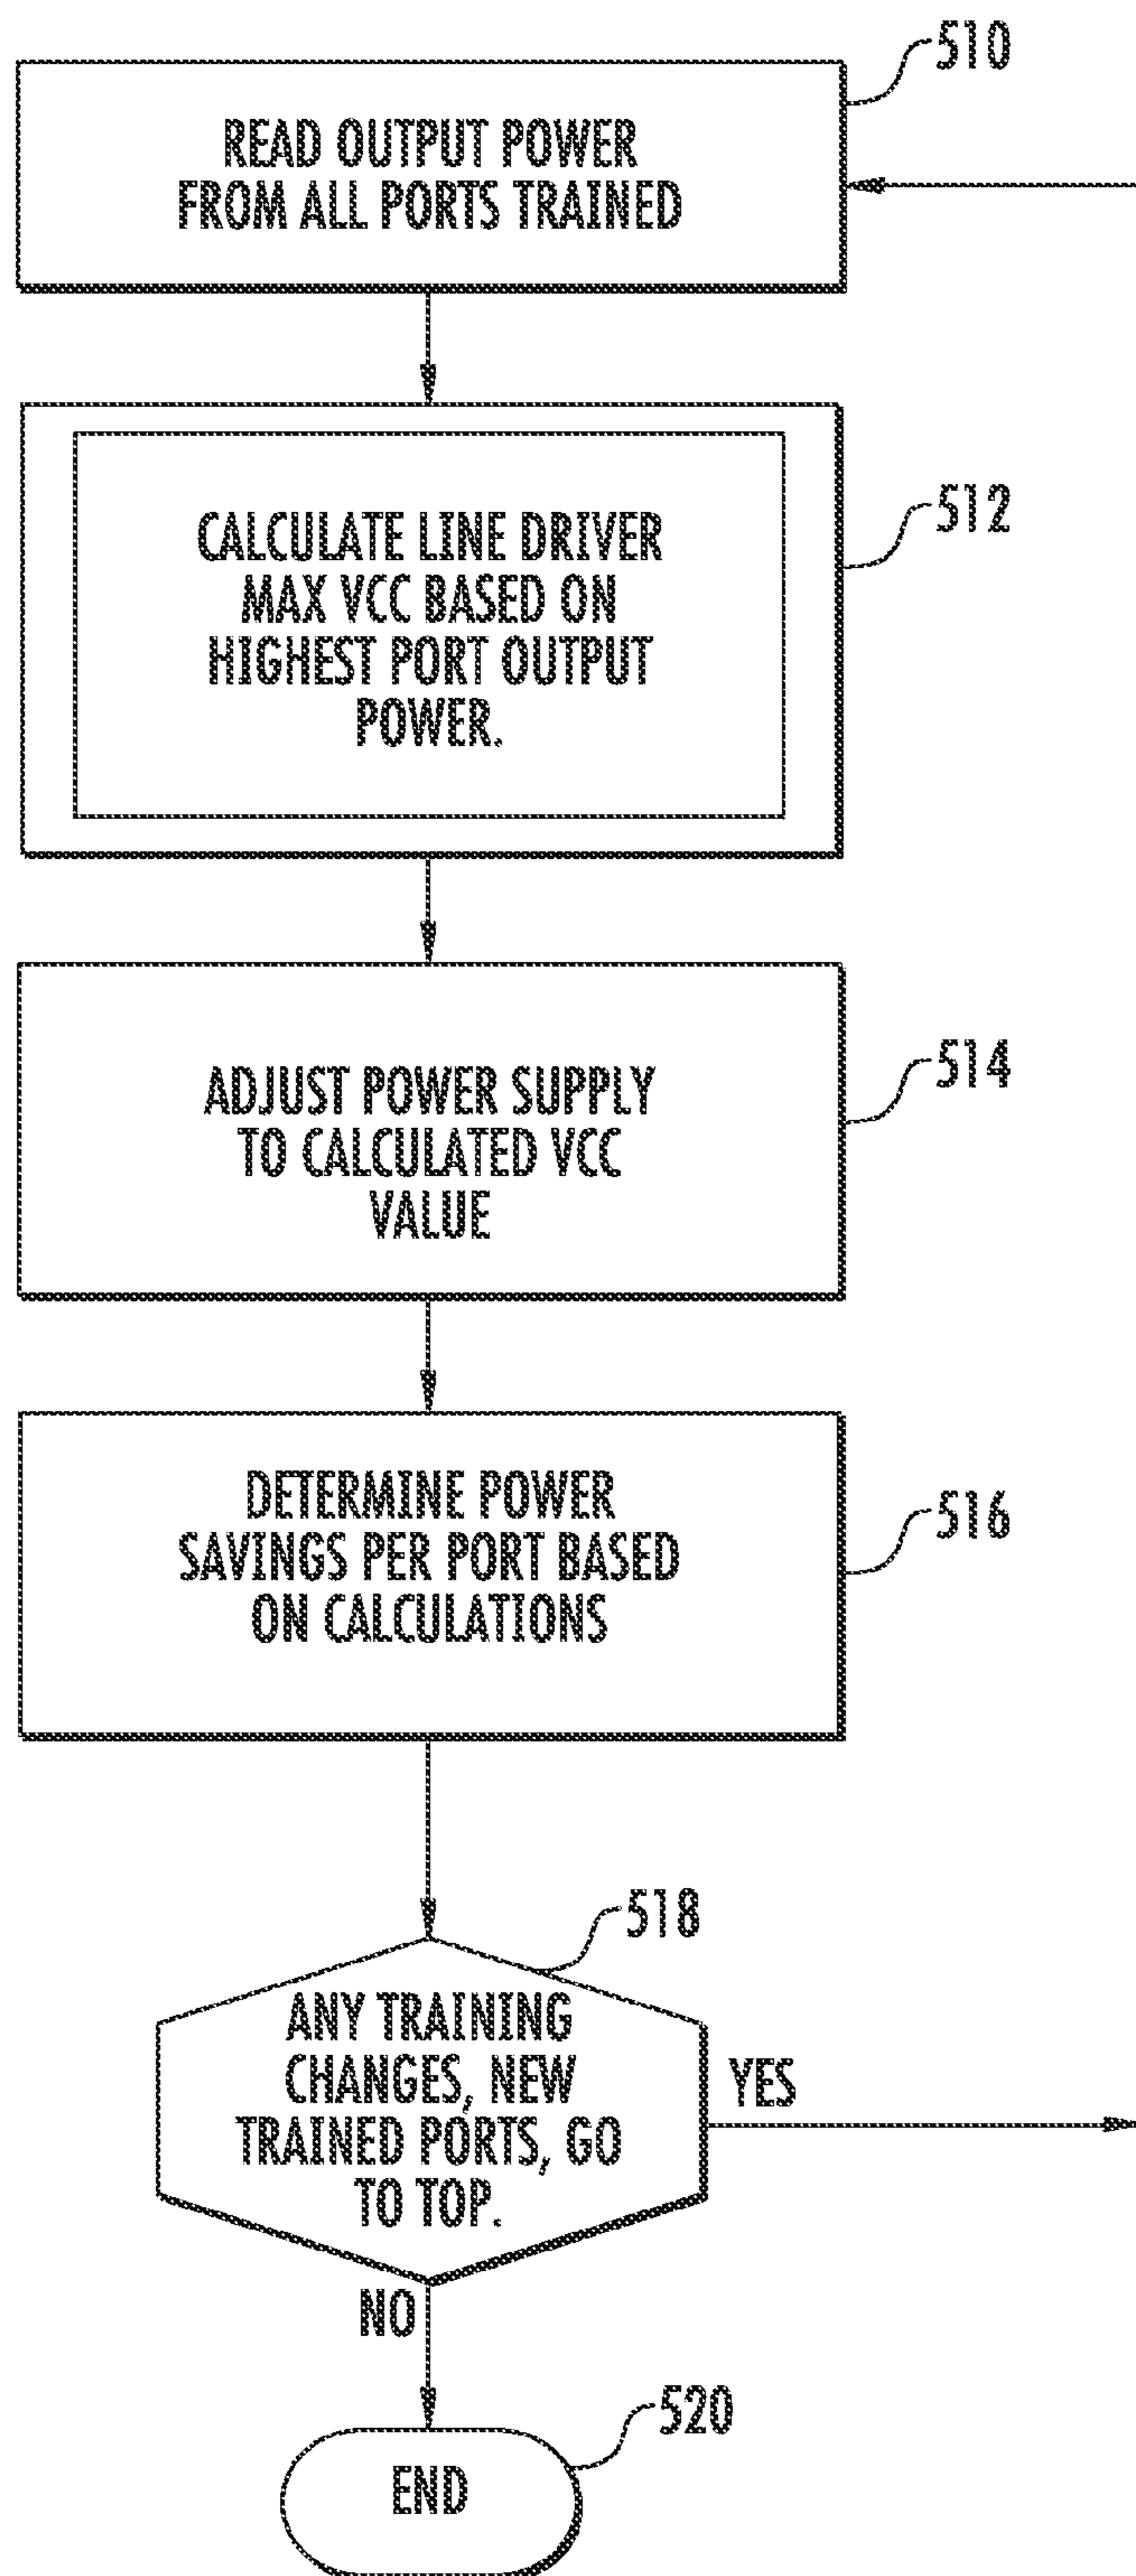 510
READ OUTPUT POWER
FROM ALL PORTS TRAINED
512
CALCULATE LINE DRIVER
MAX VCC BASED ON
HIGHEST PORT OUTPUT
POWER.
514
ADJUST POWER SUPPLY
TO CALCULATED VCC
VALUE
516
DETERMINE POWER
SAVINGS PER PORT BASED
ON CALCULATIONS
518
ANY TRAINING
CHANGES, NEW
TRAINED PORTS, GO
TO TOP.
YES
NO
520
END